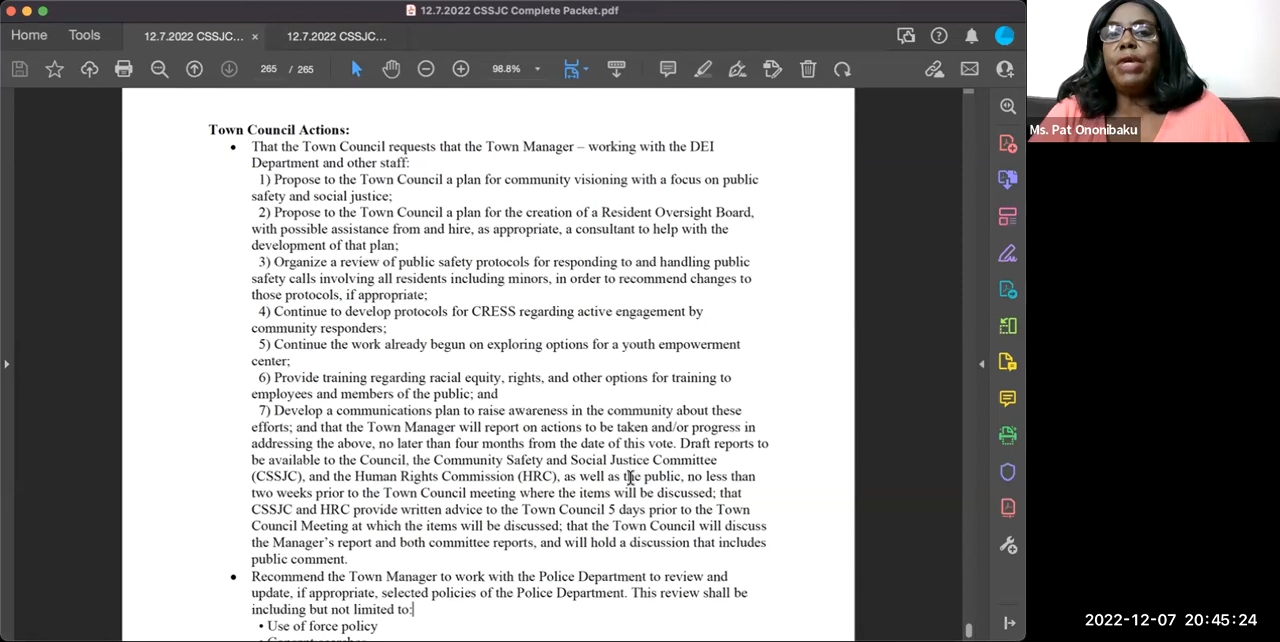 12.7.2022 CSSJC Complete Packet.pdf
Home
Tools
12.7.2022 CSSJC... ×
12.7.2022 CSSJC...
265 / 265
98.8%
Ms. Pat Ononibaku
Town Council Actions:
• That the Town Council requests that the Town Manager – working with the DEI
Department and other staff:
1) Propose to the Town Council a plan for community visioning with a focus on public
safety and social justice;
2) Propose to the Town Council a plan for the creation of a Resident Oversight Board,
with possible assistance from and hire, as appropriate, a consultant to help with the
development of that plan;
3) Organize a review of public safety protocols for responding to and handling public
safety calls involving all residents including minors, in order to recommend changes to
those protocols, if appropriate;
4) Continue to develop protocols for CRESS regarding active engagement by
community responders;
5) Continue the work already begun on exploring options for a youth empowerment
center;
6) Provide training regarding racial equity, rights, and other options for training to
employees and members of the public; and
7) Develop a communications plan to raise awareness in the community about these
efforts; and that the Town Manager will report on actions to be taken and/or progress in
addressing the above, no later than four months from the date of this vote. Draft reports to
be available to the Council, the Community Safety and Social Justice Committee
(CSSJC), and the Human Rights Commission (HRC), as well as the public, no less than
two weeks prior to the Town Council meeting where the items will be discussed; that
CSSJC and HRC provide written advice to the Town Council 5 days prior to the Town
Council Meeting at which the items will be discussed; that the Town Council will discuss
the Manager's report and both committee reports, and will hold a discussion that includes
public comment.
• Recommend the Town Manager to work with the Police Department to review and
update, if appropriate, selected policies of the Police Department. This review shall be
including but not limited to:
• Use of force policy
2022-12-07 20:45:24